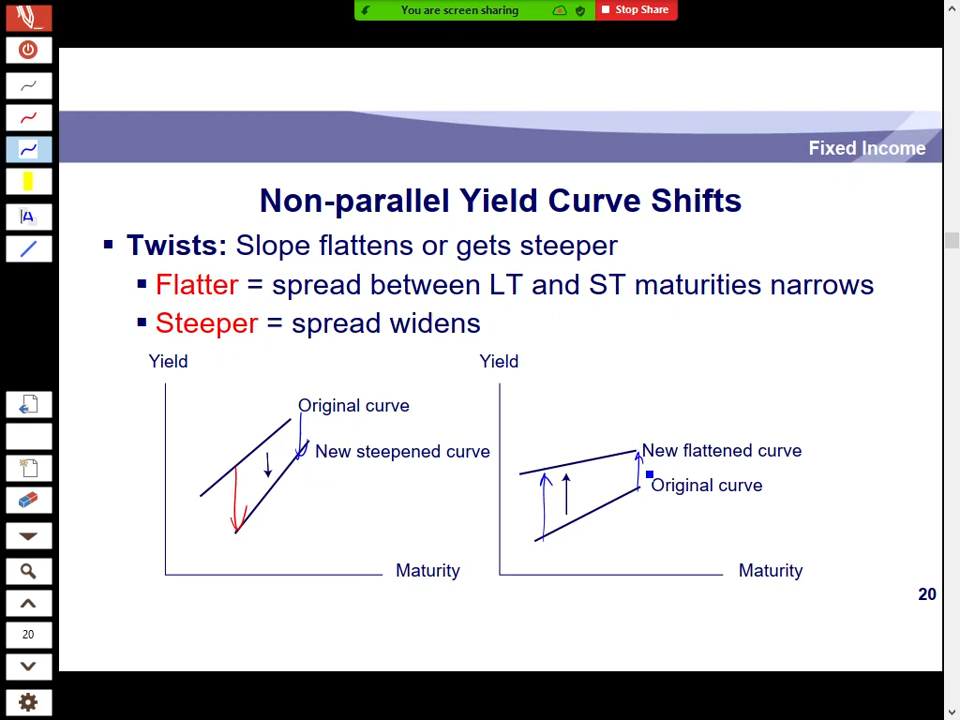 You are screen sharing
Stop Share
Fixed Income
Non-parallel Yield Curve Shifts
Twists: Slope flattens or gets steeper
Flatter = spread between LT and ST maturities narrows
Steeper = spread widens
Yield
Original curve
New steepened curve
Maturity
Yield
New flattened curve
Original curve
Maturity
20
A
20